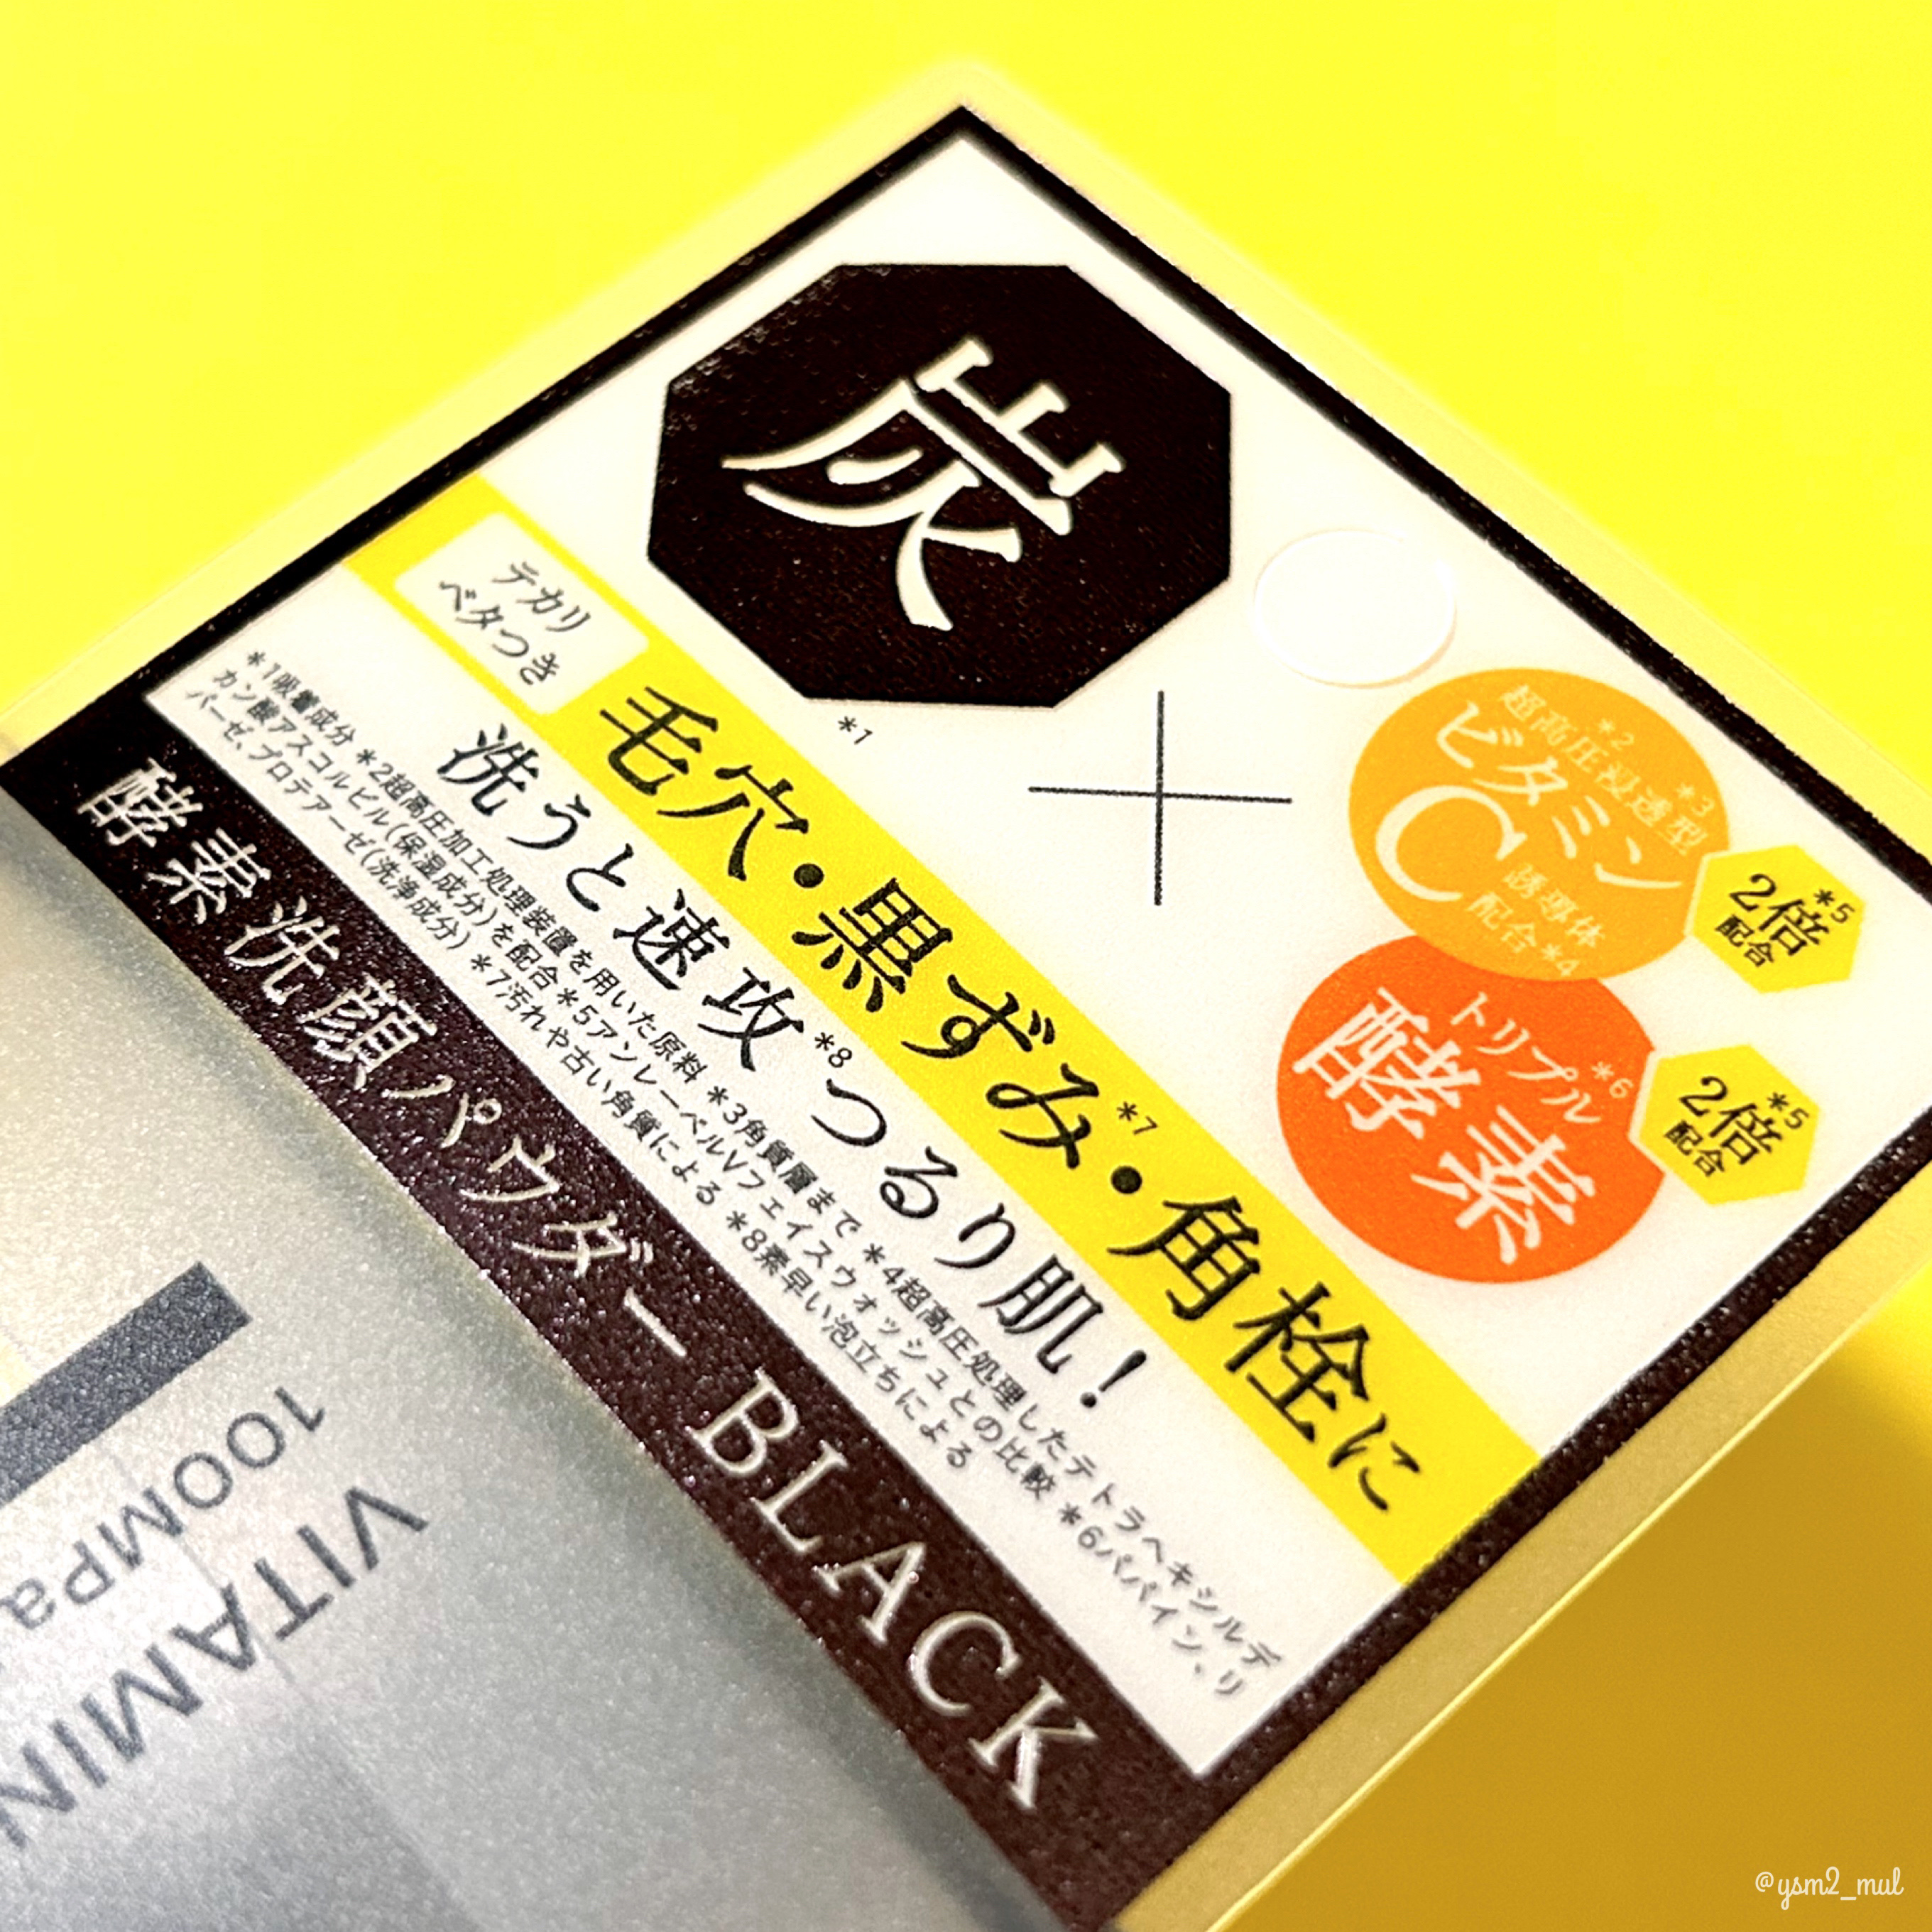 炭
*1
超高圧*2浸透型*3
ビタミン
C
誘導体
配合*4
2倍*5
配合
トリプル*6
酵素
2倍*5
配合
テカリ
ベタつき
毛穴・黒ずみ*7・角栓に
洗うと速攻*8つるり肌!
*1吸着成分 *2超高圧加工処理装置を用いた原料 *3角質層まで *4超高圧処理したテトラヘキシルデ
カン酸アスコルビル(保湿成分)を配合 *5アンレーベルVフェイスウォッシュとの比較 *6パパイン、リ
パーゼ、プロテアーゼ(洗浄成分) *7汚れや古い角質による *8素早い泡立ちによる
酵素洗顔パウダー BLACK
VITAMIN
100MPa
@ysm2_mul